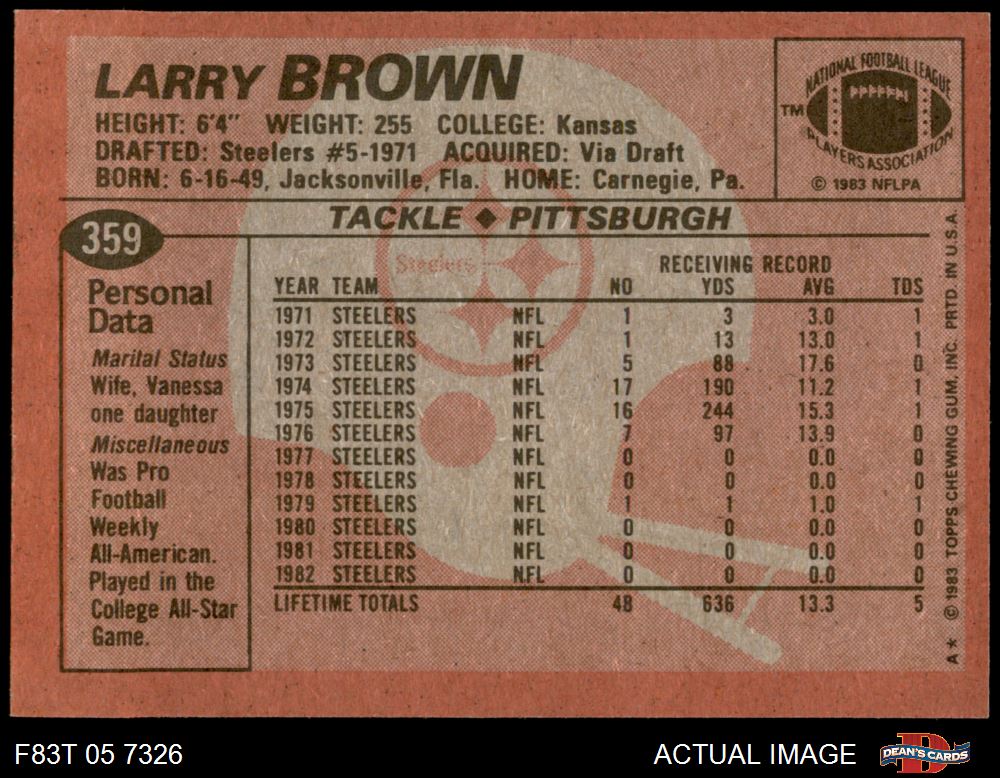 LARRY BROWN
HEIGHT: 6'4" WEIGHT: 255 COLLEGE: Kansas
DRAFTED: Steelers #5-1971 ACQUIRED: Via Draft
BORN: 6-16-49, Jacksonville, Fla. HOME: Carnegie, Pa.
NATIONAL FOOTBALL LEAGUE
TM
PLAYERS ASSOCIATION
© 1983 NFLPA
TACKLE ◆ PITTSBURGH
359
Steelers
Personal
Data
Marital Status
Wife, Vanessa
one daughter
Miscellaneous
Was Pro
Football
Weekly
All-American.
Played in the
College All-Star
Game.
RECEIVING RECORD
YEAR TEAM NO YDS AVG TDS
1971 STEELERS NFL 1 3 3.0 1
1972 STEELERS NFL 1 13 13.0 1
1973 STEELERS NFL 5 88 17.6 0
1974 STEELERS NFL 17 190 11.2 1
1975 STEELERS NFL 16 244 15.3 1
1976 STEELERS NFL 7 97 13.9 0
1977 STEELERS NFL 0 0 0.0 0
1978 STEELERS NFL 0 0 0.0 0
1979 STEELERS NFL 1 1 1.0 1
1980 STEELERS NFL 0 0 0.0 0
1981 STEELERS NFL 0 0 0.0 0
1982 STEELERS NFL 0 0 0.0 0
LIFETIME TOTALS 48 636 13.3 5
A* © 1983 TOPPS CHEWING GUM, INC. PRTD. IN U.S.A.
F83T 05 7326
ACTUAL IMAGE
D
DEAN'S CARDS